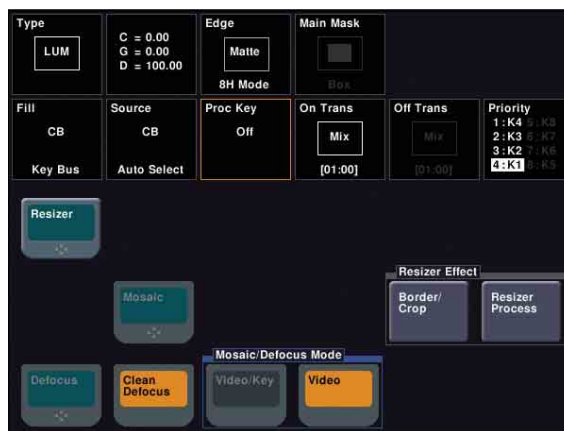 Type
LUM
C = 0.00
G = 0.00
D = 100.00
Edge
Matte
8H Mode
Main Mask
Box
Fill
CB
Key Bus
Source
CB
Auto Select
Proc Key
Off
On Trans
Mix
[01:00]
Off Trans
Mix
[01:00]
Priority
1:K4 5:K8
2:K3 6:K7
3:K2 7:K6
4:K1 8:K5
Resizer
Mosaic
Resizer Effect
Border/
Crop
Resizer
Process
Mosaic/Defocus Mode
Defocus
Clean
Defocus
Video/Key
Video